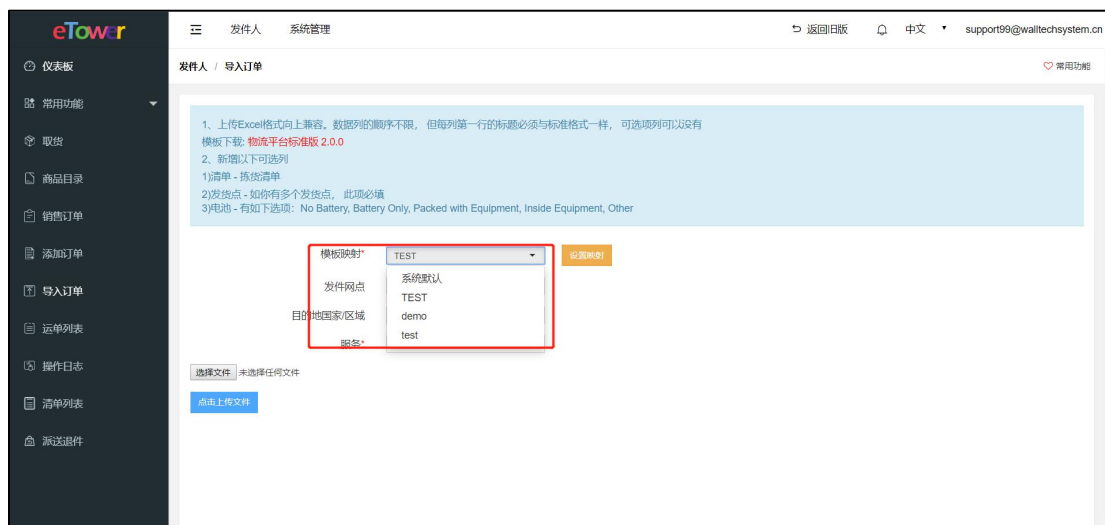 eTower
发件人
系统管理
返回旧版
中文
support99@walltechsystem.cn
仪表板
发件人 / 导入订单
常用功能
常用功能
取货
商品目录
销售订单
添加订单
导入订单
运单列表
操作日志
清单列表
派送退件
1、上传Excel格式向上兼容。数据列的顺序不限， 但每列第一行的标题必须与标准格式一样， 可选项列可以没有
模板下载: 物流平台标准版 2.0.0
2、新增以下可选列
1)清单 - 拣货清单
2)发货点 - 如你有多个发货点， 此项必填
3)电池 - 有如下选项：No Battery, Battery Only, Packed with Equipment, Inside Equipment, Other
模板映射*
TEST
设置映射
系统默认
TEST
demo
test
发件网点
目的地国家/区域
服务*
选择文件 未选择任何文件
点击上传文件